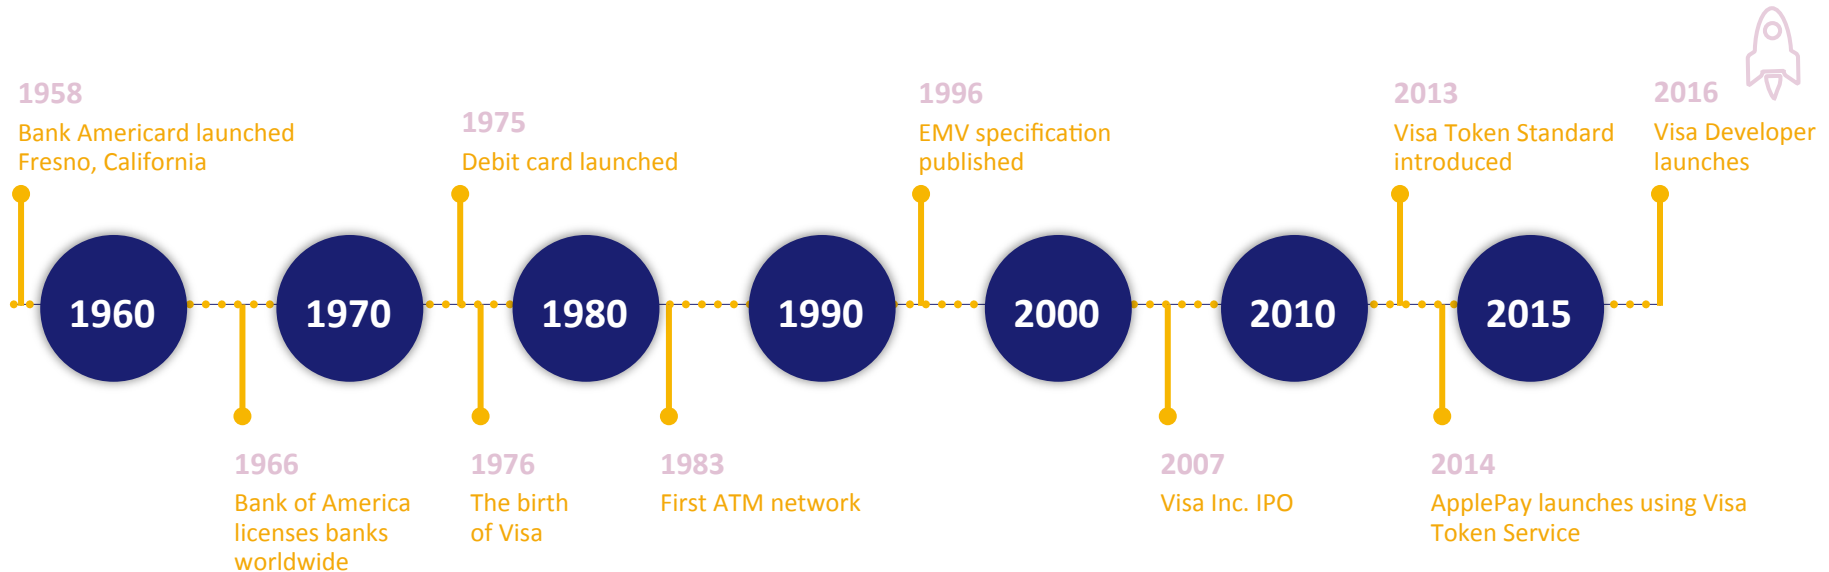 1958
Bank Americard launched
Fresno, California
1975
Debit card launched
1996
EMV specification
published
2013
Visa Token Standard
introduced
2016
Visa Developer
launches
1960
1970
1980
1990
2000
2010
2015
1966
Bank of America
licenses banks
worldwide
1976
The birth
of Visa
1983
First ATM network
2007
Visa Inc. IPO
2014
ApplePay launches using Visa
Token Service